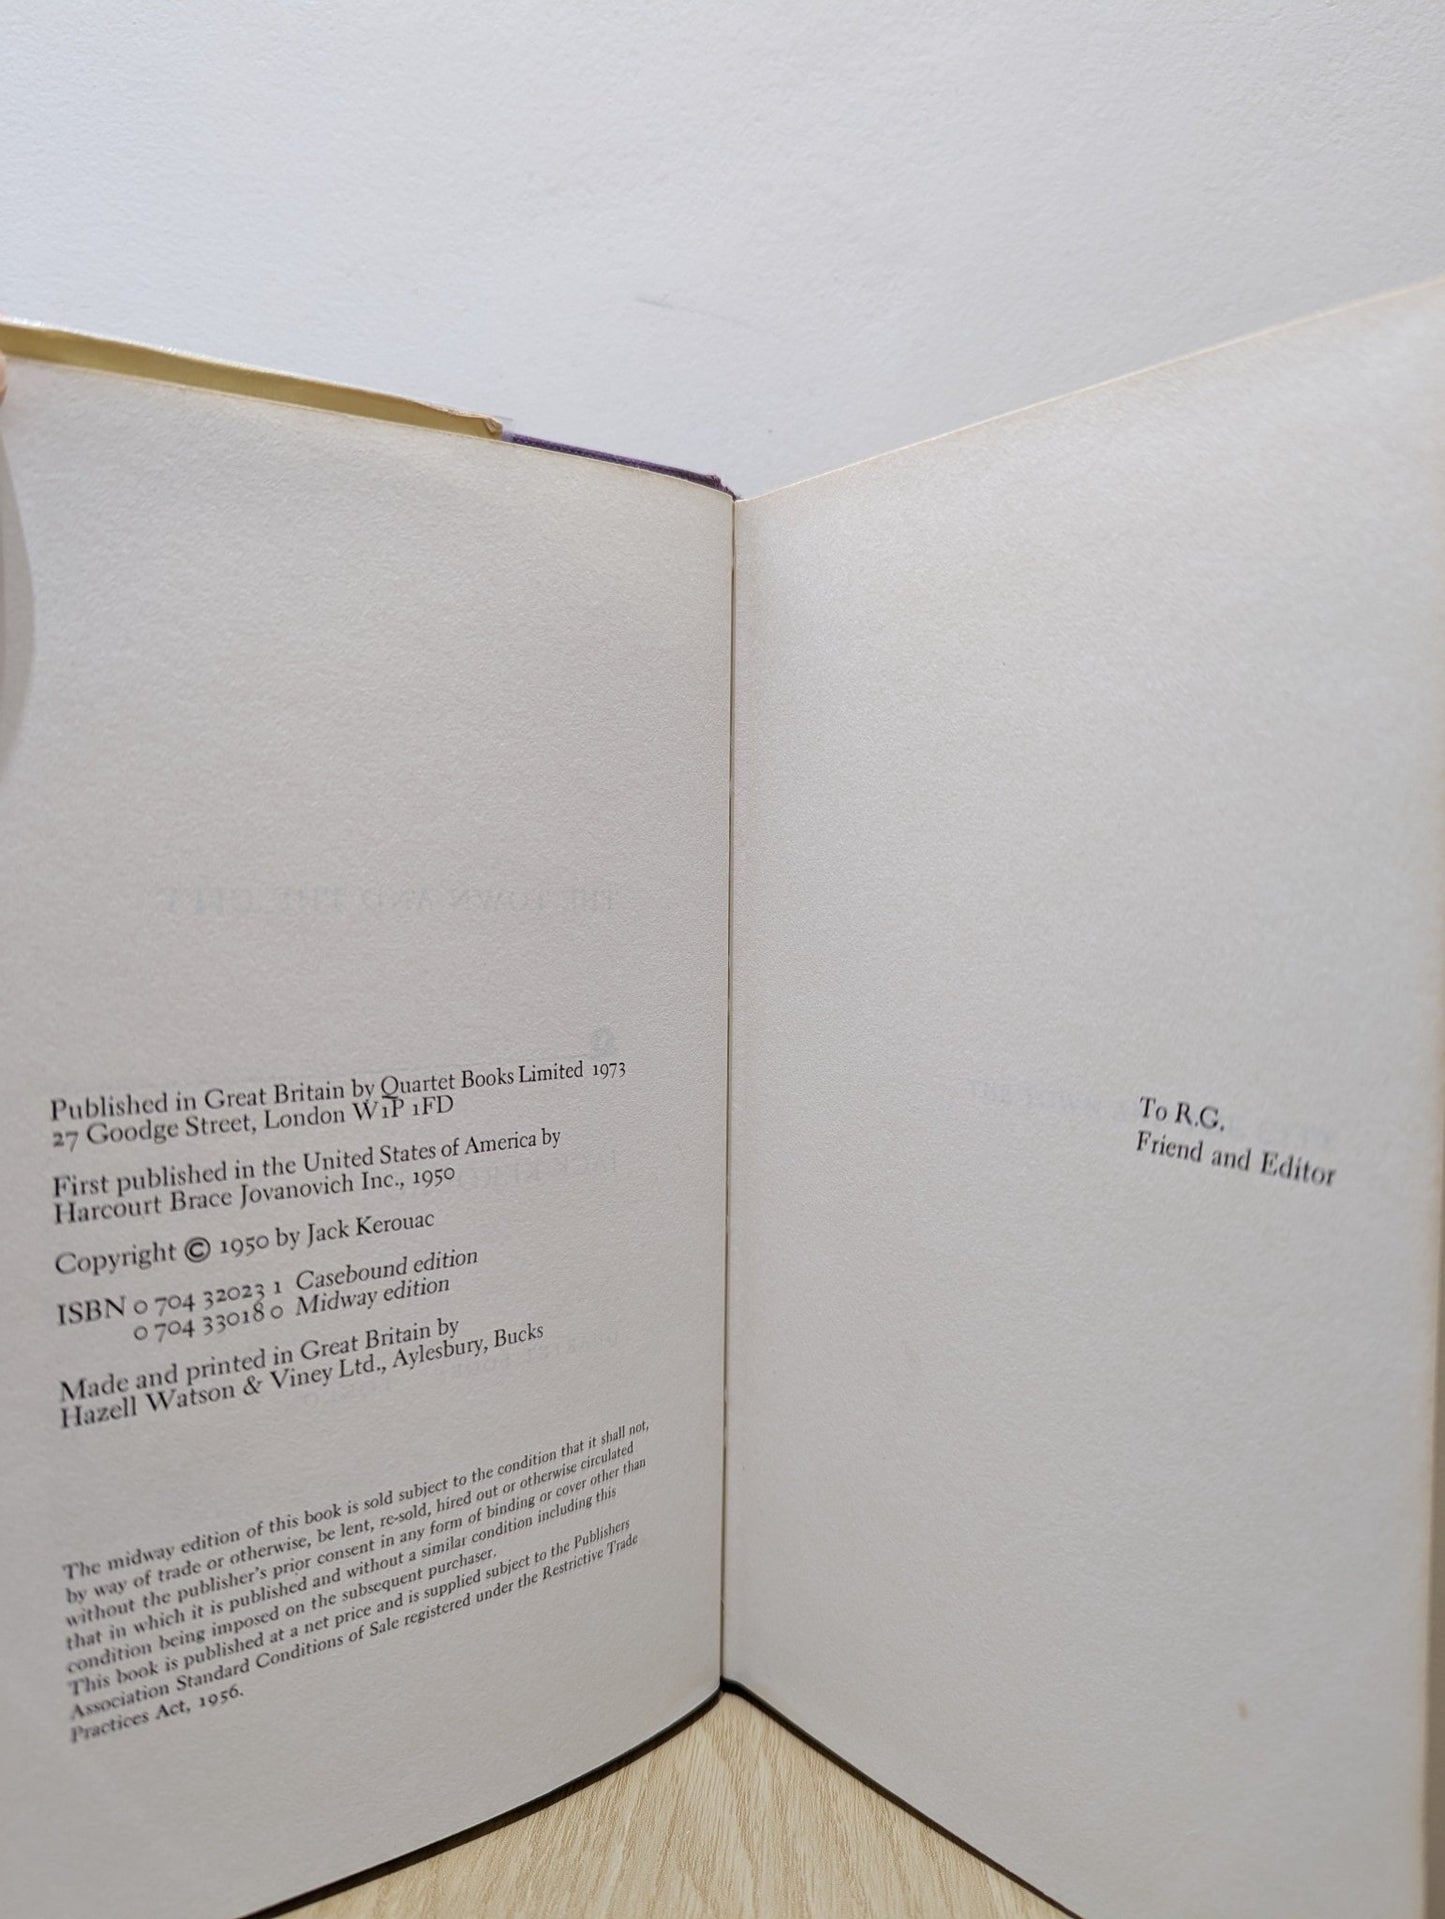 THE TOWN AND THE CITY
Published in Great Britain by Quartet Books Limited 1973
27 Goodge Street, London W1P 1FD
First published in the United States of America by
Harcourt Brace Jovanovich Inc., 1950
Copyright © 1950 by Jack Kerouac
ISBN 0 704 32023 1 Casebound edition
0 704 33018 0 Midway edition
Made and printed in Great Britain by
Hazell Watson & Viney Ltd., Aylesbury, Bucks
The midway edition of this book is sold subject to the condition that it shall not,
by way of trade or otherwise, be lent, re-sold, hired out or otherwise circulated
without the publisher's prior consent in any form of binding or cover other than
that in which it is published and without a similar condition including this
condition being imposed on the subsequent purchaser.
This book is published at a net price and is supplied subject to the Publishers
Association Standard Conditions of Sale registered under the Restrictive Trade
Practices Act, 1956.
To R.G.
Friend and Editor